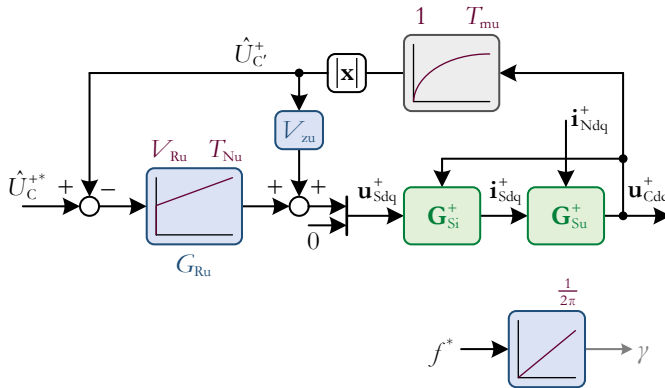 1 T_mu
Û_C'^+ |x|
i_Ndq^+
V_zu
V_Ru T_Nu
Û_C^+* + − + + u_Sdq^+ G_Si^+ i_Sdq^+ G_Su^+ u_Cdq^+
0
G_Ru
1/2π
f* γ